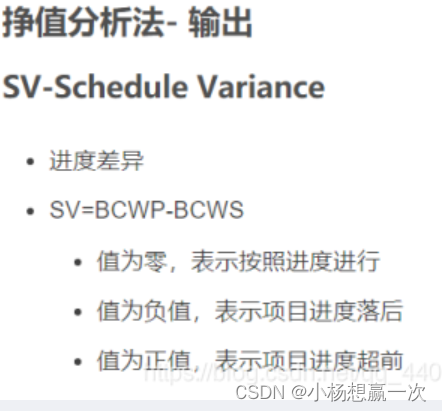 挣值分析法- 输出
SV-Schedule Variance
• 进度差异
• SV=BCWP-BCWS
• 值为零，表示按照进度进行
• 值为负值，表示项目进度落后
• 值为正值，表示项目进度超前
https://blog.csdn.net/qq_440
CSDN @小杨想赢一次